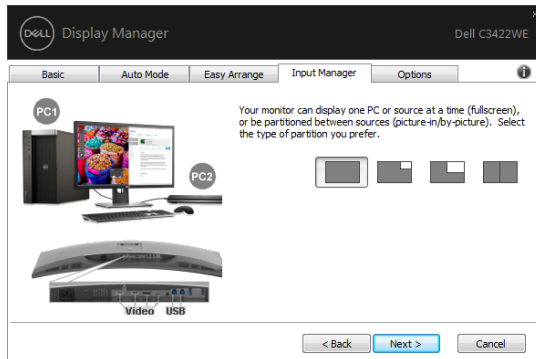 DELL Display Manager
Dell C3422WE
Basic
Auto Mode
Easy Arrange
Input Manager
Options
PC1
PC2
Your monitor can display one PC or source at a time (fullscreen),
or be partitioned between sources (picture-in/by-picture). Select
the type of partition you prefer.
Video USB
< Back
Next >
Cancel